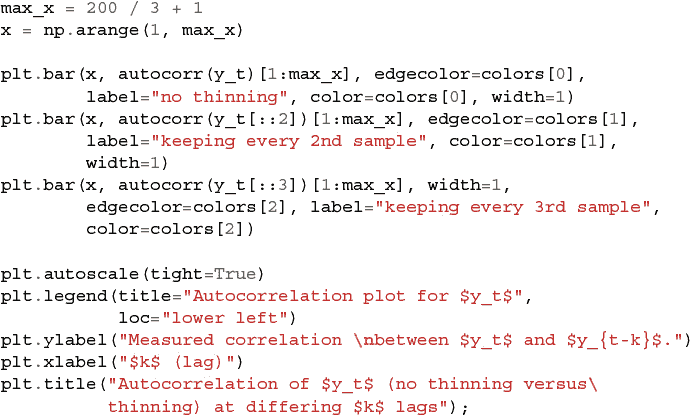 max_x = 200 / 3 + 1
x = np.arange(1, max_x)

plt.bar(x, autocorr(y_t)[1:max_x], edgecolor=colors[0],
        label="no thinning", color=colors[0], width=1)
plt.bar(x, autocorr(y_t[::2])[1:max_x], edgecolor=colors[1],
        label="keeping every 2nd sample", color=colors[1],
        width=1)
plt.bar(x, autocorr(y_t[::3])[1:max_x], width=1,
        edgecolor=colors[2], label="keeping every 3rd sample",
        color=colors[2])

plt.autoscale(tight=True)
plt.legend(title="Autocorrelation plot for $y_t$",
           loc="lower left")
plt.ylabel("Measured correlation \nbetween $y_t$ and $y_{t-k}$.")
plt.xlabel("$k$ (lag)")
plt.title("Autocorrelation of $y_t$ (no thinning versus\
          thinning) at differing $k$ lags");